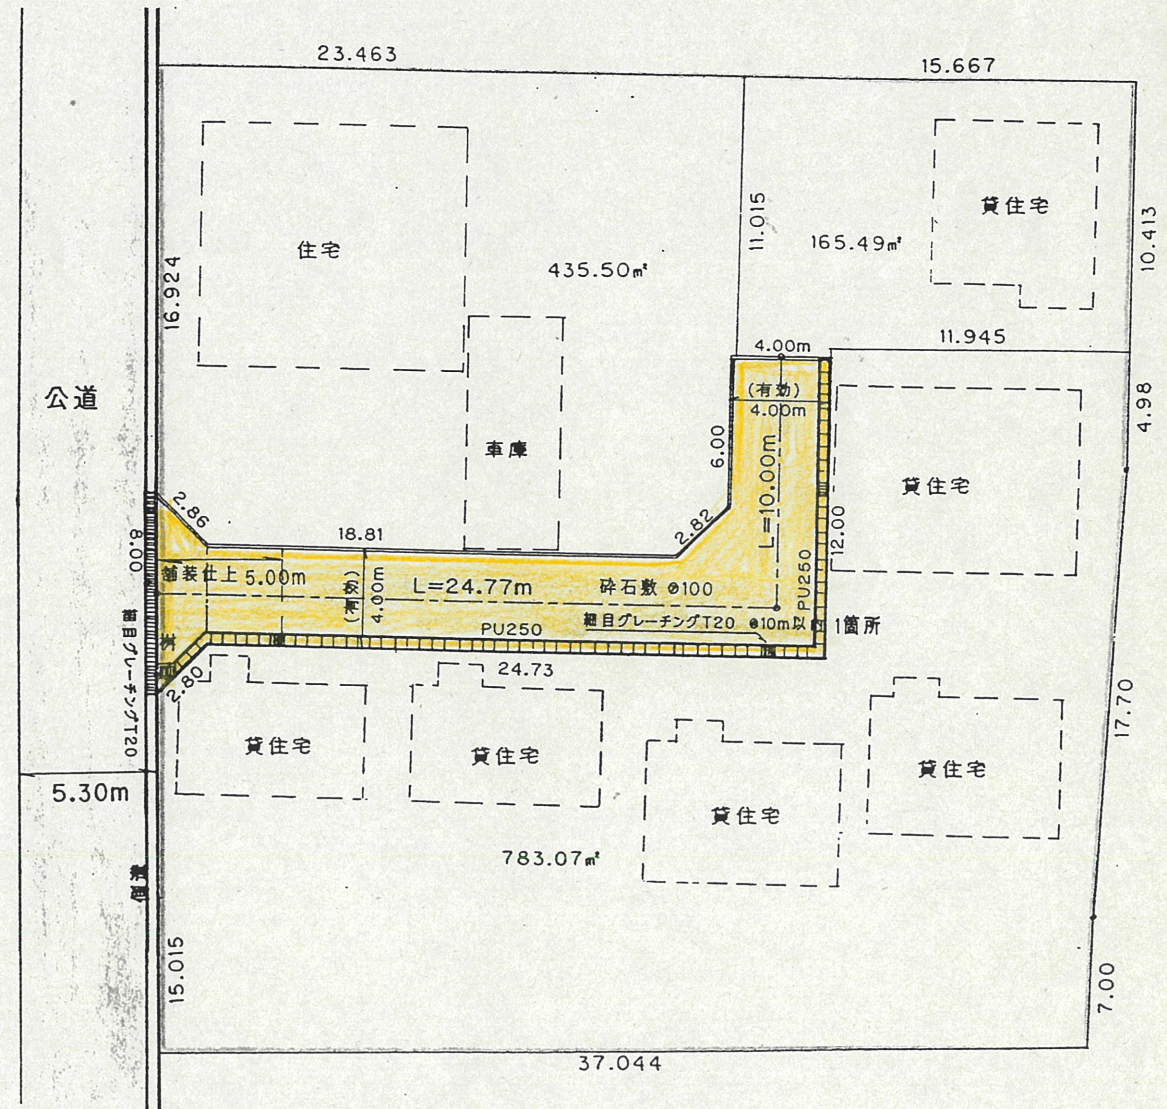 23.463
15.667
住宅
435.50㎡
11.015
165.49㎡
貸住宅
10.413
16.924
11.945
4.00m
(有効)
4.00m
公道
車庫
6.00
L=10.00m
貸住宅
4.98
2.86
18.81
2.82
12.00
8.00
舗装仕上 5.00m
(有効)
4.00m
L=24.77m
砕石敷 @100
PU250
細目グレーチングT20 @10m以内 1箇所
PU250
細目グレーチングT20
2.80
24.73
貸住宅
貸住宅
貸住宅
貸住宅
17.70
5.30m
783.07㎡
側溝
15.015
7.00
37.044